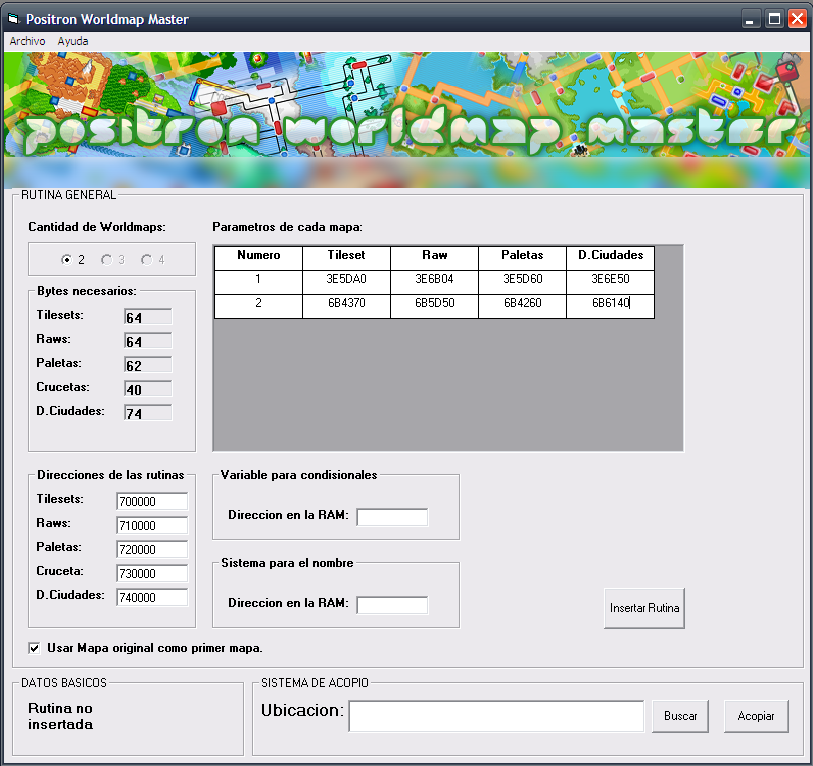 Positron Worldmap Master
Archivo Ayuda
positron worldmap master
RUTINA GENERAL
Cantidad de Worldmaps:
2 3 4
Parametros de cada mapa:
Numero Tileset Raw Paletas D.Ciudades
1 3E5DA0 3E6B04 3E5D60 3E6E50
2 6B4370 6B5D50 6B4260 6B6140
Bytes necesarios:
Tilesets: 64
Raws: 64
Paletas: 62
Crucetas: 40
D.Ciudades: 74
Direcciones de las rutinas
Tilesets: 700000
Raws: 710000
Paletas: 720000
Cruceta: 730000
D.Ciudades: 740000
Variable para condisionales
Direccion en la RAM:
Sistema para el nombre
Direccion en la RAM:
Insertar Rutina
Usar Mapa original como primer mapa.
DATOS BASICOS
Rutina no
insertada
SISTEMA DE ACOPIO
Ubicacion:
Buscar Acopiar